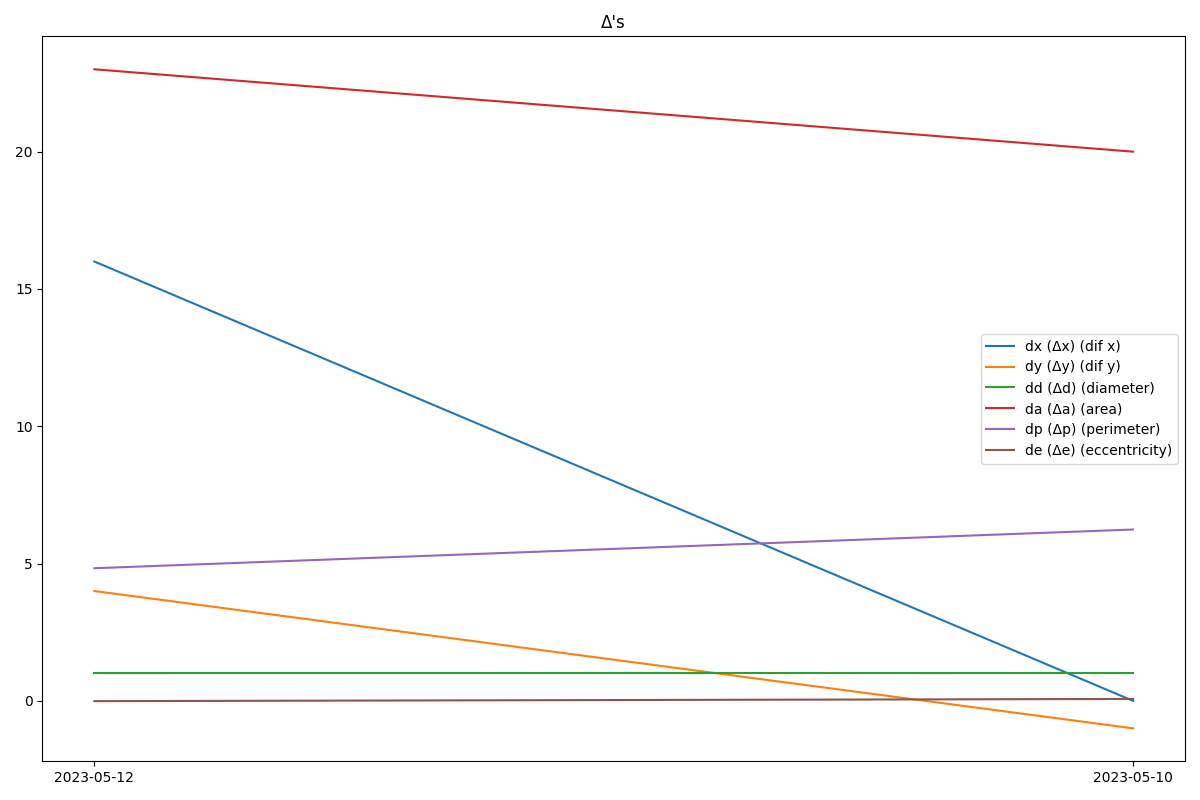 Δ's
20
15
10
5
0
dx (Δx) (dif x)
dy (Δy) (dif y)
dd (Δd) (diameter)
da (Δa) (area)
dp (Δp) (perimeter)
de (Δe) (eccentricity)
2023-05-12
2023-05-10